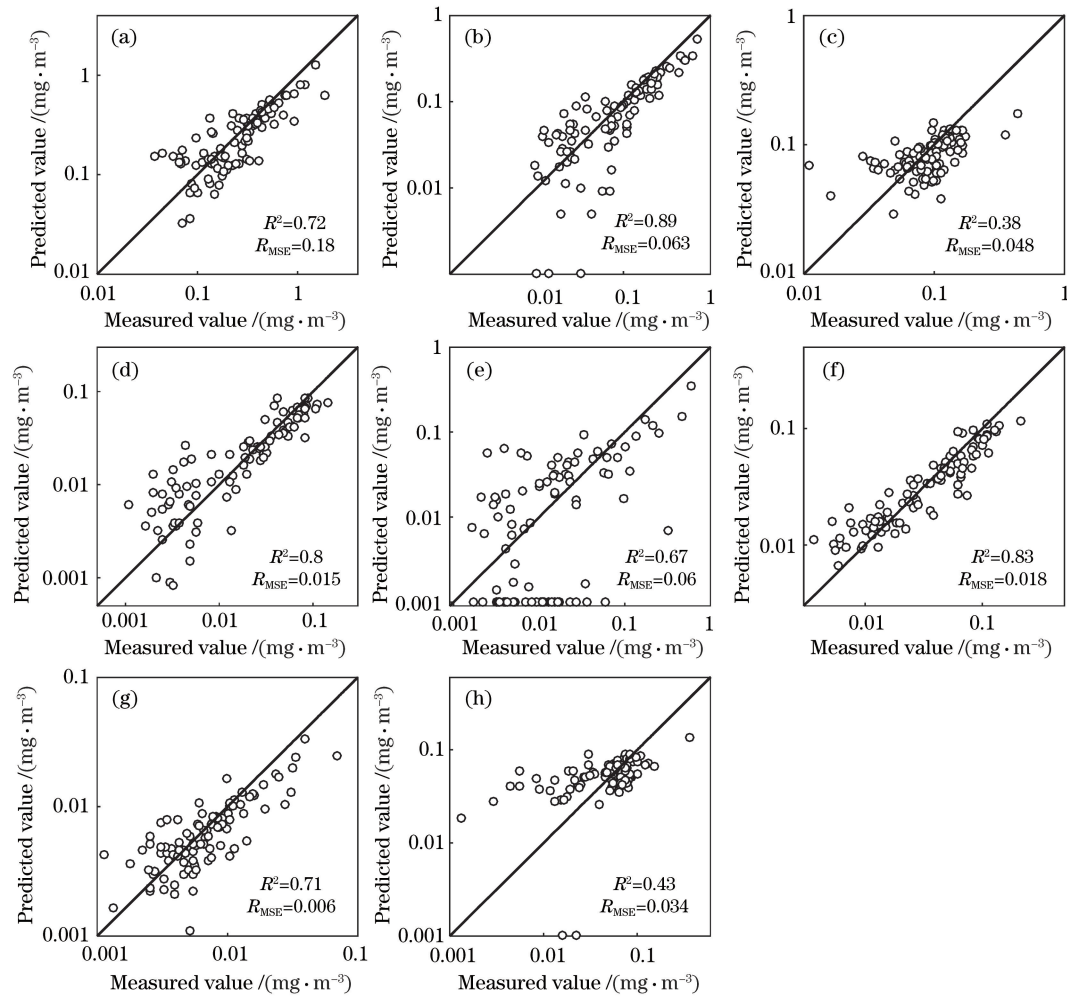 (a)
Predicted value /(mg·m⁻³)
1
0.1
0.01
R²=0.72
R_MSE=0.18
0.01 0.1 1
Measured value /(mg·m⁻³)
(b)
Predicted value /(mg·m⁻³)
1
0.1
0.01
R²=0.89
R_MSE=0.063
0.01 0.1 1
Measured value /(mg·m⁻³)
(c)
Predicted value /(mg·m⁻³)
1
0.1
0.01
R²=0.38
R_MSE=0.048
0.01 0.1 1
Measured value /(mg·m⁻³)
(d)
Predicted value /(mg·m⁻³)
0.1
0.01
0.001
R²=0.8
R_MSE=0.015
0.001 0.01 0.1
Measured value /(mg·m⁻³)
(e)
Predicted value /(mg·m⁻³)
1
0.1
0.01
0.001
R²=0.67
R_MSE=0.06
0.001 0.01 0.1 1
Measured value /(mg·m⁻³)
(f)
Predicted value /(mg·m⁻³)
0.1
0.01
R²=0.83
R_MSE=0.018
0.01 0.1
Measured value /(mg·m⁻³)
(g)
Predicted value /(mg·m⁻³)
0.1
0.01
0.001
R²=0.71
R_MSE=0.006
0.001 0.01 0.1
Measured value /(mg·m⁻³)
(h)
Predicted value /(mg·m⁻³)
0.1
0.01
0.001
R²=0.43
R_MSE=0.034
0.001 0.01 0.1
Measured value /(mg·m⁻³)